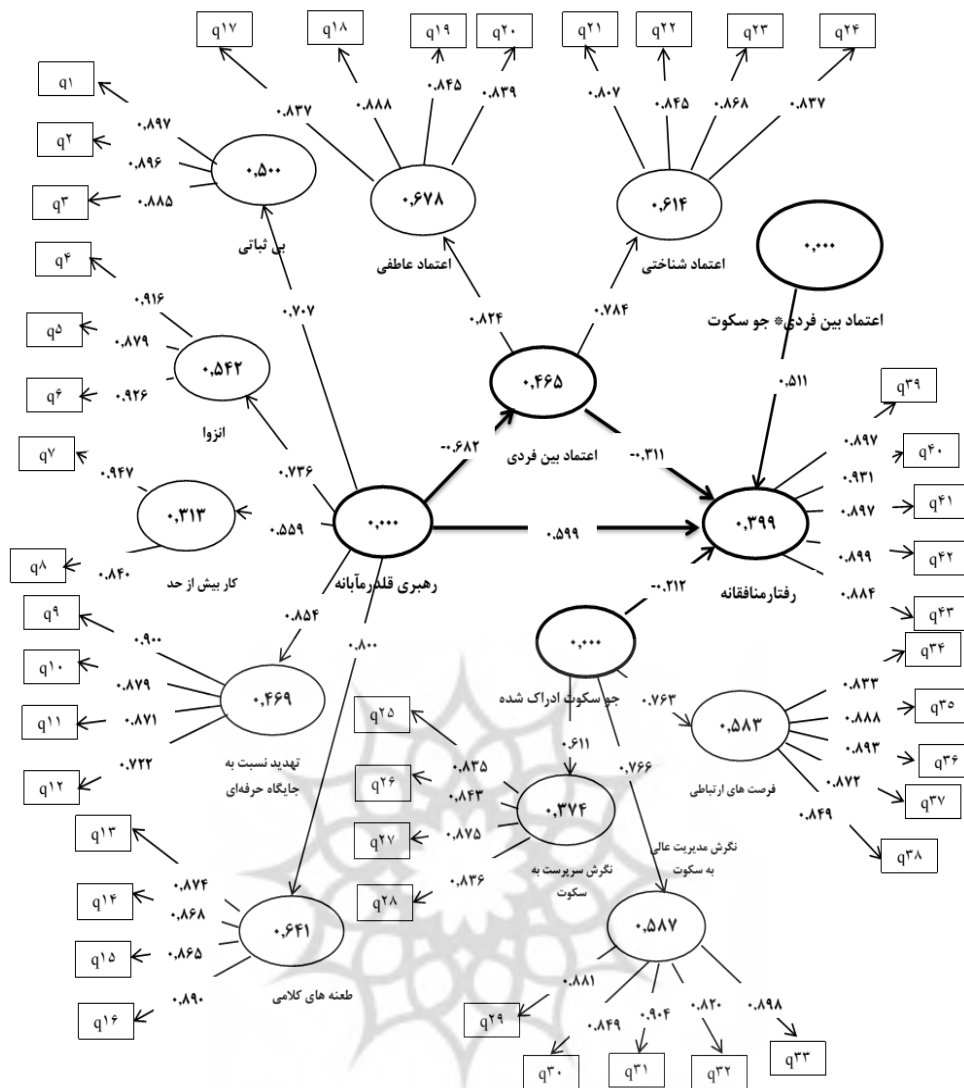 q۱۷
q۱۸
q۱۹
q۲۰
q۲۱
q۲۲
q۲۳
q۲۴
۰.۸۳۷
۰.۸۸۸
۰.۸۴۵
۰.۸۳۹
۰.۸۰۷
۰.۸۴۵
۰.۸۶۸
۰.۸۳۷
۰,۶۷۸
اعتماد عاطفی
۰,۶۱۴
اعتماد شناختی
q۱
q۲
q۳
۰,۸۹۷
۰,۸۹۶
۰.۸۸۵
۰,۵۰۰
بی ثباتی
q۴
q۵
q۶
۰,۹۱۶
۰,۸۷۹
۰.۹۲۶
۰,۵۴۲
انزوا
q۷
q۸
۰,۹۴۷
۰.۸۴۰
۰,۳۱۳
کار بیش از حد
۰,۷۰۷
۰,۷۳۶
۰.۵۵۹
۰.۸۵۴
۰.۸۰۰
۰,۰۰۰
رهبری قلدرمآبانه
۰.۸۲۴
۰.۷۸۴
۰,۴۶۵
اعتماد بین فردی
-۰,۶۸۲
-۰,۳۱۱
۰.۵۹۹
۰,۰۰۰
اعتماد بین فردی* جو سکوت
۰,۵۱۱
-۰,۲۱۲
۰,۳۹۹
رفتارمنافقانه
q۳۹
q۴۰
q۴۱
q۴۲
q۴۳
۰,۸۹۷
۰.۹۳۱
۰,۸۹۷
۰,۸۹۹
۰,۸۸۴
q۹
q۱۰
q۱۱
q۱۲
۰,۹۰۰
۰,۸۷۹
۰.۸۷۱
۰.۷۲۲
۰,۴۶۹
تهدید نسبت به
جایگاه حرفه‌ای
q۱۳
q۱۴
q۱۵
q۱۶
۰,۸۷۴
۰,۸۶۸
۰,۸۶۵
۰,۸۹۰
۰,۶۴۱
طعنه های کلامی
۰,۰۰۰
جو سکوت ادراک شده
۰.۷۶۳
۰.۶۱۱
۰,۷۶۶
۰,۵۸۳
فرصت های ارتباطی
q۳۴
q۳۵
q۳۶
q۳۷
q۳۸
۰.۸۳۳
۰.۸۸۸
۰,۸۹۳
۰,۸۷۲
۰.۸۴۹
q۲۵
q۲۶
q۲۷
q۲۸
۰,۸۳۵
۰,۸۴۳
۰,۸۷۵
۰,۸۳۶
۰,۳۷۴
نگرش سرپرست به
سکوت
نگرش مدیریت عالی
به سکوت
۰,۵۸۷
۰.۸۸۱
۰,۸۴۹
۰,۹۰۴
۰,۸۲۰
۰,۸۹۸
q۲۹
q۳۰
q۳۱
q۳۲
q۳۳